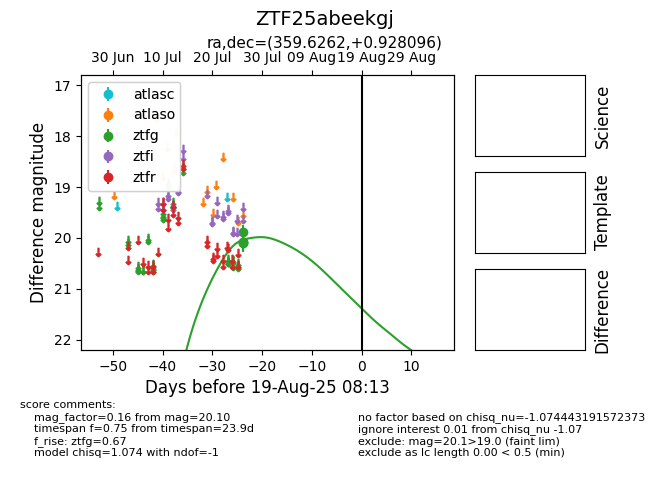 ZTF25abeekgj
ra,dec=(359.6262,+0.928096)
30 Jun 10 Jul 20 Jul 30 Jul 09 Aug 19 Aug 29 Aug
17
18
19
20
21
22
Difference magnitude
atlasc
atlaso
ztfg
ztfi
ztfr
−50 −40 −30 −20 −10 0 10
Days before 19-Aug-25 08:13
Science
Template
Difference
score comments:
mag_factor=0.16 from mag=20.10
timespan f=0.75 from timespan=23.9d
f_rise: ztfg=0.67
model chisq=1.074 with ndof=-1
no factor based on chisq_nu=-1.074443191572373
ignore interest 0.01 from chisq_nu -1.07
exclude: mag=20.1>19.0 (faint lim)
exclude as lc length 0.00 < 0.5 (min)